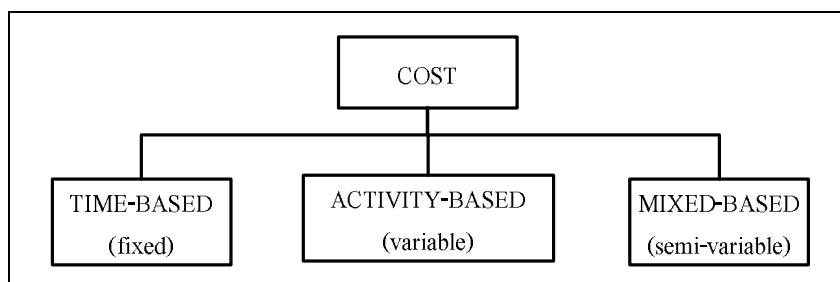 COST
TIME-BASED
(fixed)
ACTIVITY-BASED
(variable)
MIXED-BASED
(semi-variable)